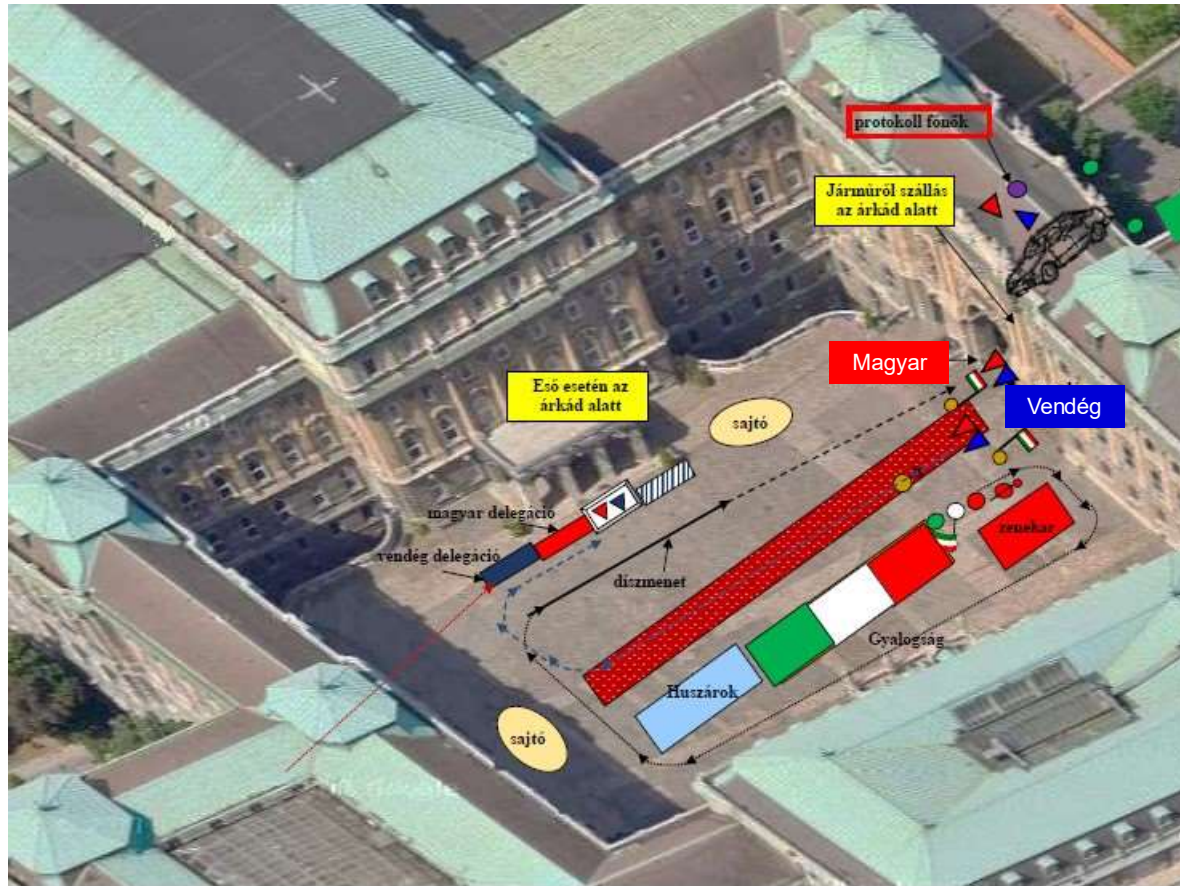 protokoll főnök
Járműről szállás
az árkád alatt
Magyar
Eső esetén az
árkád alatt
Vendég
sajtó
magyar delegáció
zenekar
vendég delegáció
díszmenet
Gyalogság
Huszárok
sajtó